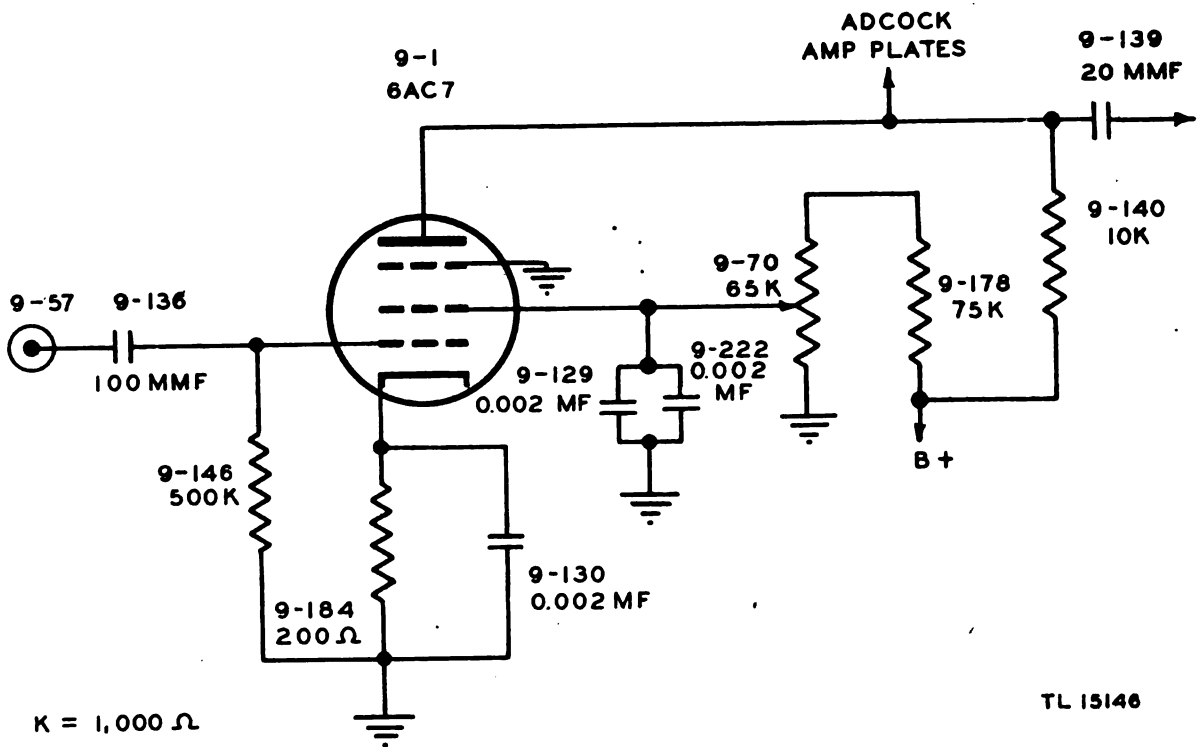 ADCOCK
AMP PLATES
9-139
20 MMF
9-1
6AC7
9-140
10K
9-70
65K
9-178
75K
9-57
9-136
100 MMF
9-129
0.002 MF
9-222
0.002
MF
B+
9-146
500K
9-130
0.002 MF
9-184
200Ω
K = 1,000 Ω
TL 15146